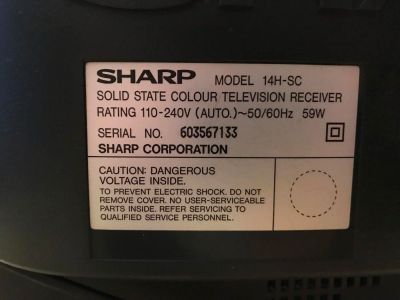 SHARP MODEL 14H-SC
SOLID STATE COLOUR TELEVISION RECEIVER
RATING 110-240V (AUTO.)~50/60Hz 59W
SERIAL NO. 603567133
SHARP CORPORATION
CAUTION: DANGEROUS
VOLTAGE INSIDE.
TO PREVENT ELECTRIC SHOCK. DO NOT
REMOVE COVER. NO USER-SERVICEABLE
PARTS INSIDE. REFER SERVICING TO
QUALIFIED SERVICE PERSONNEL.